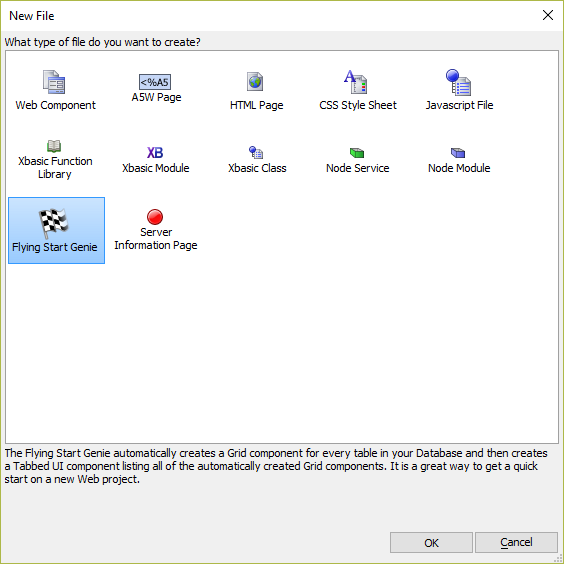 New File
What type of file do you want to create?
Web Component
<%A5
A5W Page
HTML Page
CSS Style Sheet
Javascript File
Xbasic Function
Library
XB
Xbasic Module
Xbasic Class
Node Service
Node Module
Flying Start Genie
Server
Information Page
The Flying Start Genie automatically creates a Grid component for every table in your Database and then creates
a Tabbed UI component listing all of the automatically created Grid components. It is a great way to get a quick
start on a new Web project.
OK
Cancel